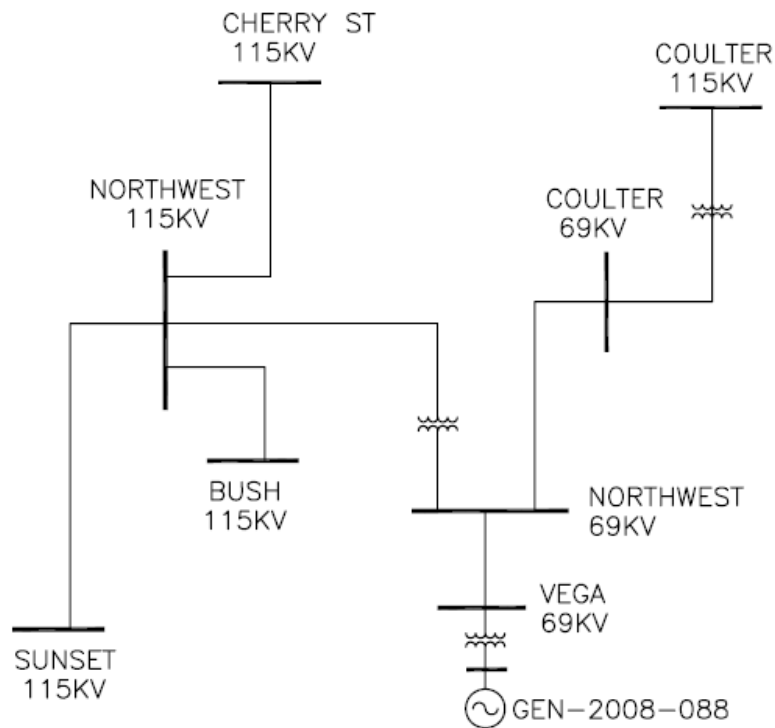 CHERRY ST
115KV
COULTER
115KV
NORTHWEST
115KV
COULTER
69KV
BUSH
115KV
NORTHWEST
69KV
VEGA
69KV
SUNSET
115KV
GEN-2008-088